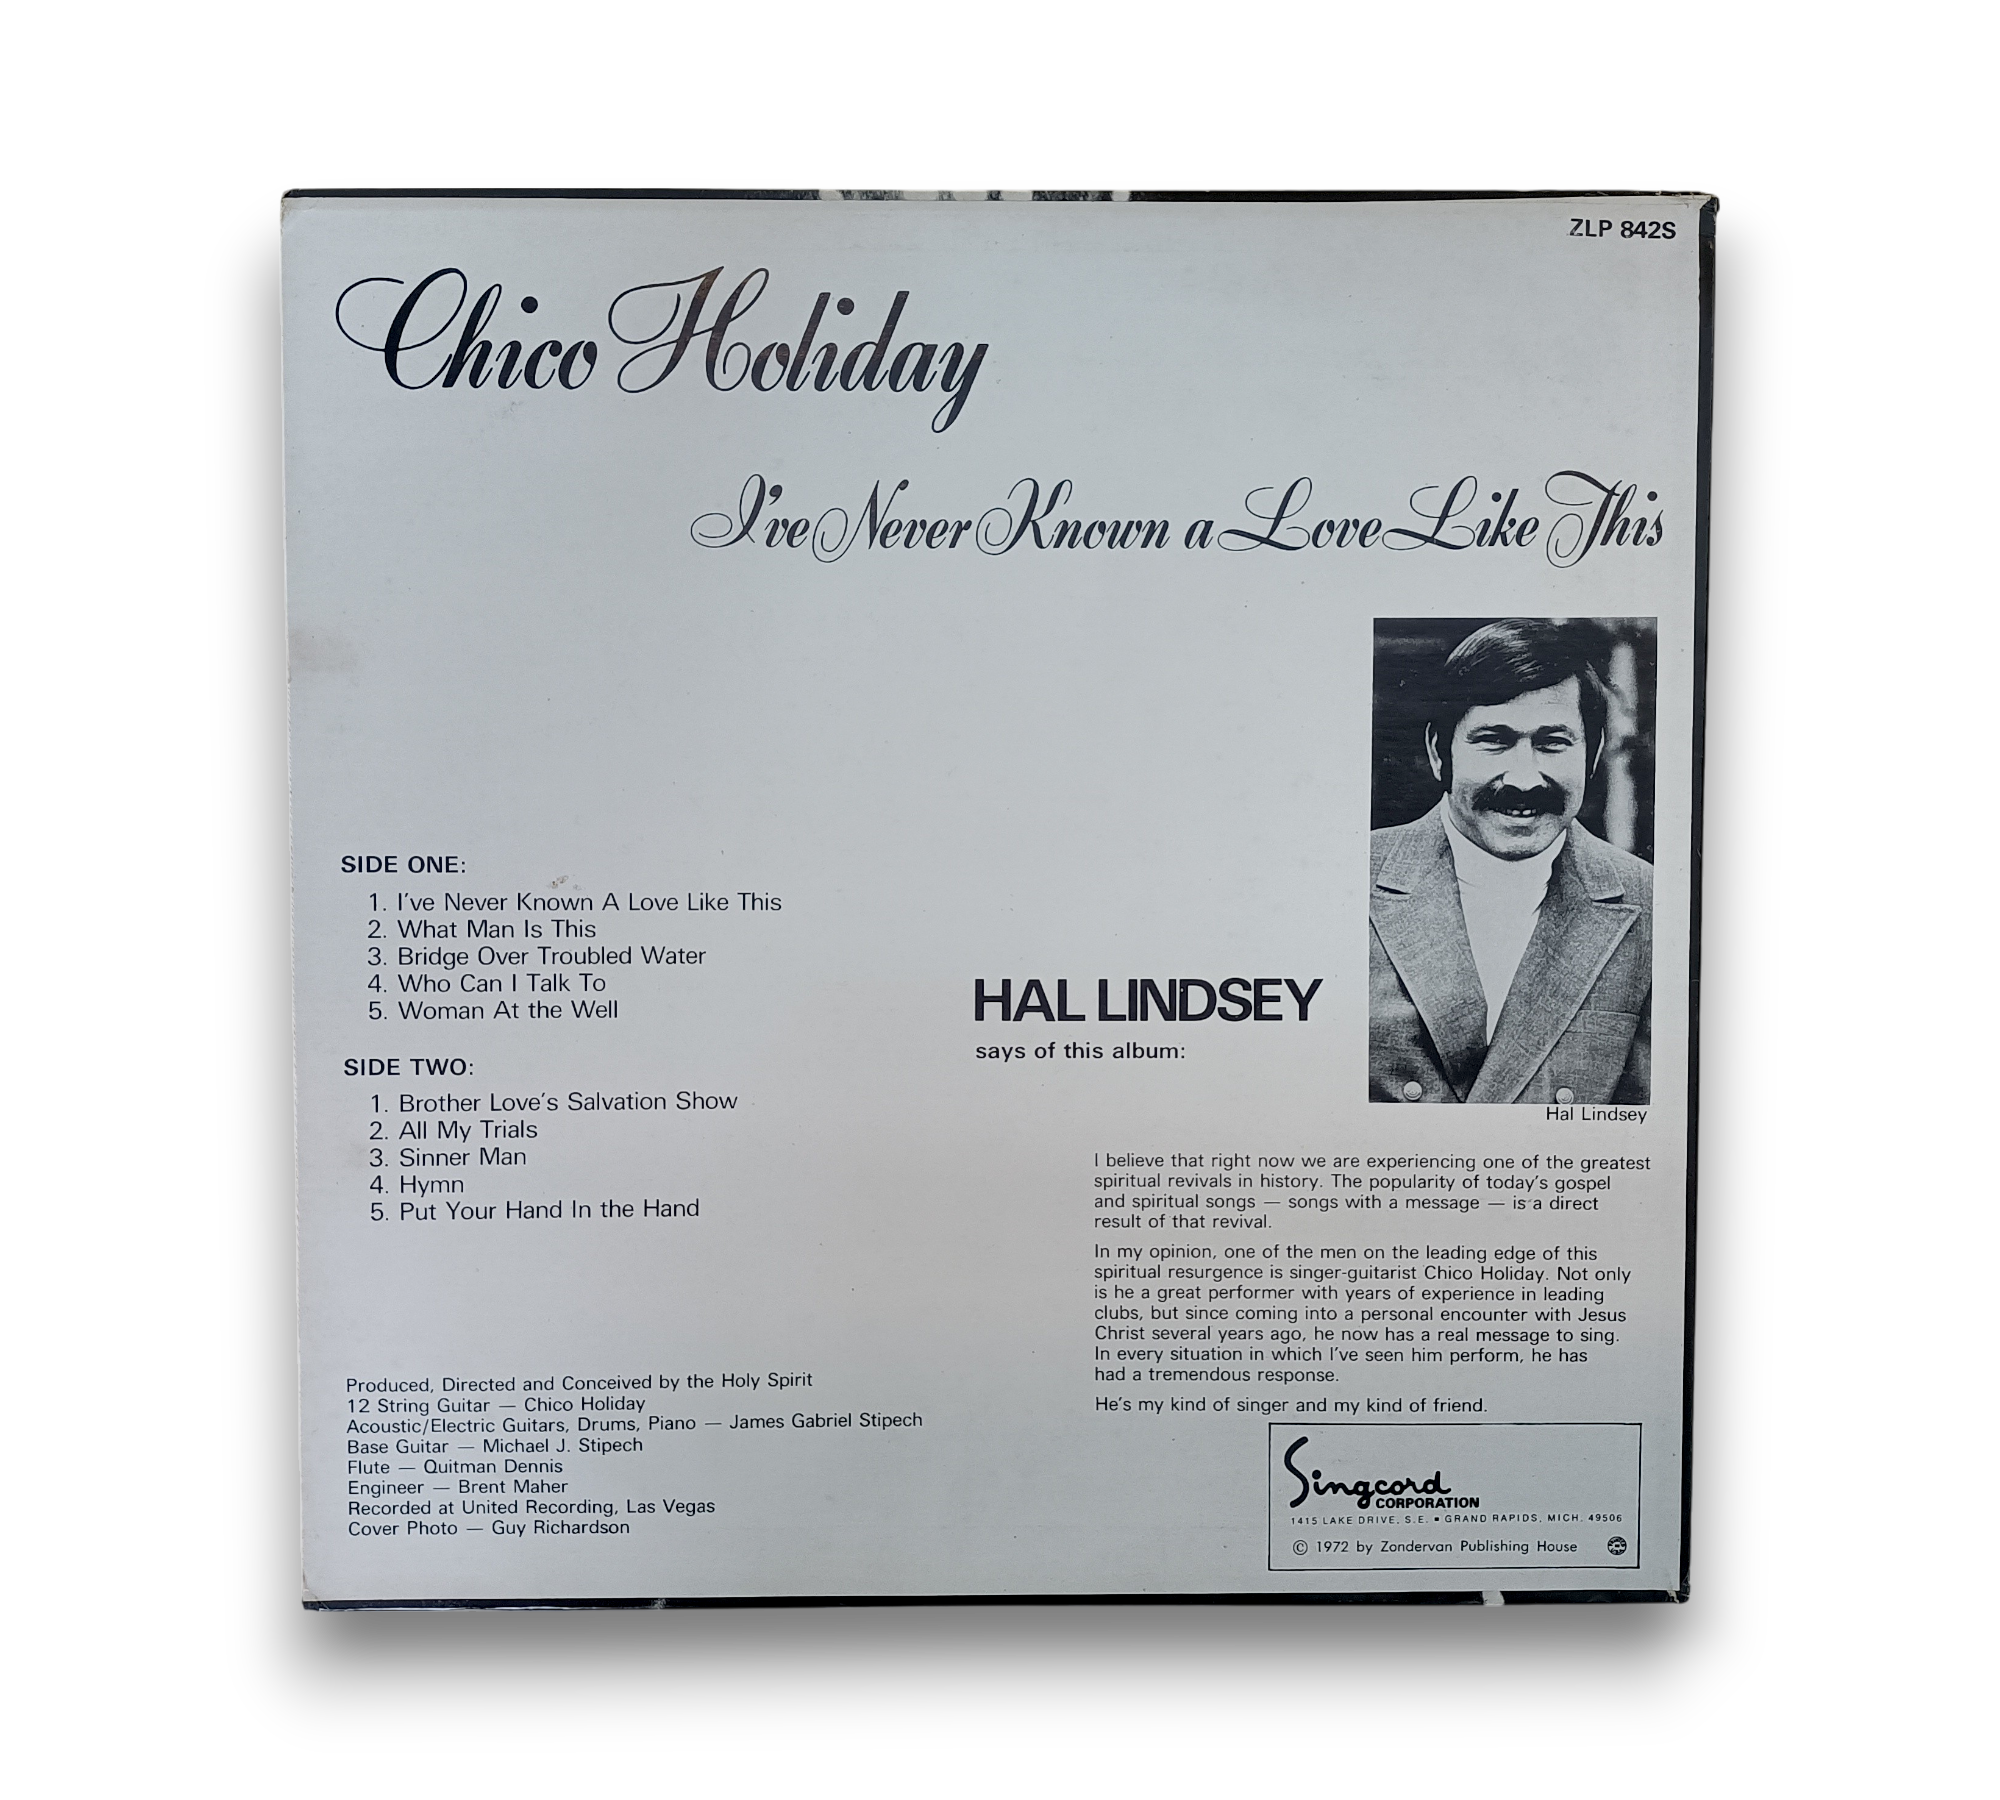 ZLP 842S
Chico Holiday
I've Never Known a Love Like This
SIDE ONE:
1. I've Never Known A Love Like This
2. What Man Is This
3. Bridge Over Troubled Water
4. Who Can I Talk To
5. Woman At the Well
SIDE TWO:
1. Brother Love's Salvation Show
2. All My Trials
3. Sinner Man
4. Hymn
5. Put Your Hand In the Hand
Produced, Directed and Conceived by the Holy Spirit
12 String Guitar — Chico Holiday
Acoustic/Electric Guitars, Drums, Piano — James Gabriel Stipech
Base Guitar — Michael J. Stipech
Flute — Quitman Dennis
Engineer — Brent Maher
Recorded at United Recording, Las Vegas
Cover Photo — Guy Richardson
HAL LINDSEY
says of this album:
Hal Lindsey
I believe that right now we are experiencing one of the greatest
spiritual revivals in history. The popularity of today's gospel
and spiritual songs — songs with a message — is a direct
result of that revival.
In my opinion, one of the men on the leading edge of this
spiritual resurgence is singer-guitarist Chico Holiday. Not only
is he a great performer with years of experience in leading
clubs, but since coming into a personal encounter with Jesus
Christ several years ago, he now has a real message to sing.
In every situation in which I've seen him perform, he has
had a tremendous response.
He's my kind of singer and my kind of friend.
Singcord
CORPORATION
1415 LAKE DRIVE, S.E. ▪ GRAND RAPIDS, MICH. 49506
© 1972 by Zondervan Publishing House